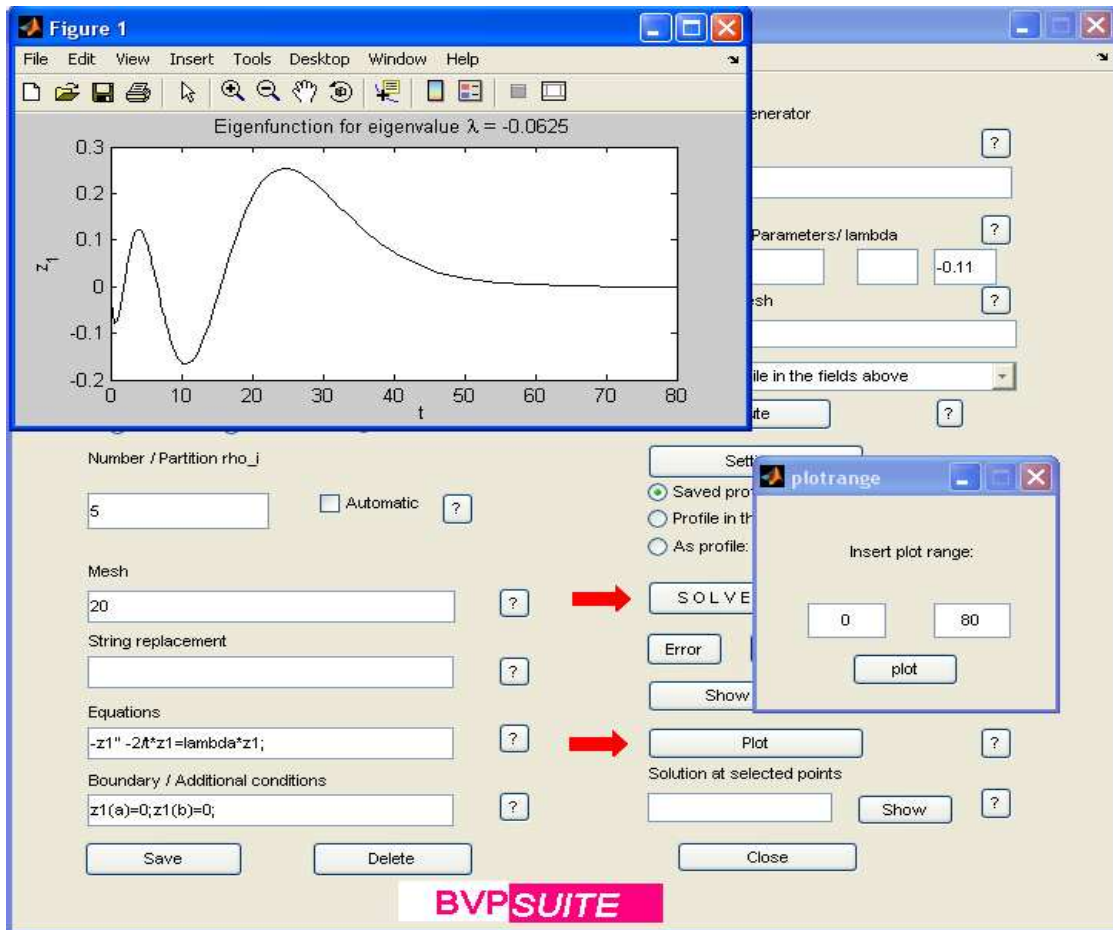 Figure 1
File Edit View Insert Tools Desktop Window Help
Eigenfunction for eigenvalue λ = -0.0625
0.3
0.2
0.1
0
-0.1
-0.2
z1
0 10 20 30 40 50 60 70 80
t
enerator
?
Parameters/ lambda
?
-0.11
sh
?
ile in the fields above
te
?
Number / Partition rho_i
5
Automatic
?
Mesh
20
?
String replacement
?
Equations
-z1'' -2/t*z1=lambda*z1;
?
Boundary / Additional conditions
z1(a)=0;z1(b)=0;
?
Save
Delete
Sett
Saved pro
Profile in th
As profile:
S O L V E
Error
Show
Plot
?
Solution at selected points
Show
?
Close
plotrange
Insert plot range:
0
80
plot
BVPSUITE